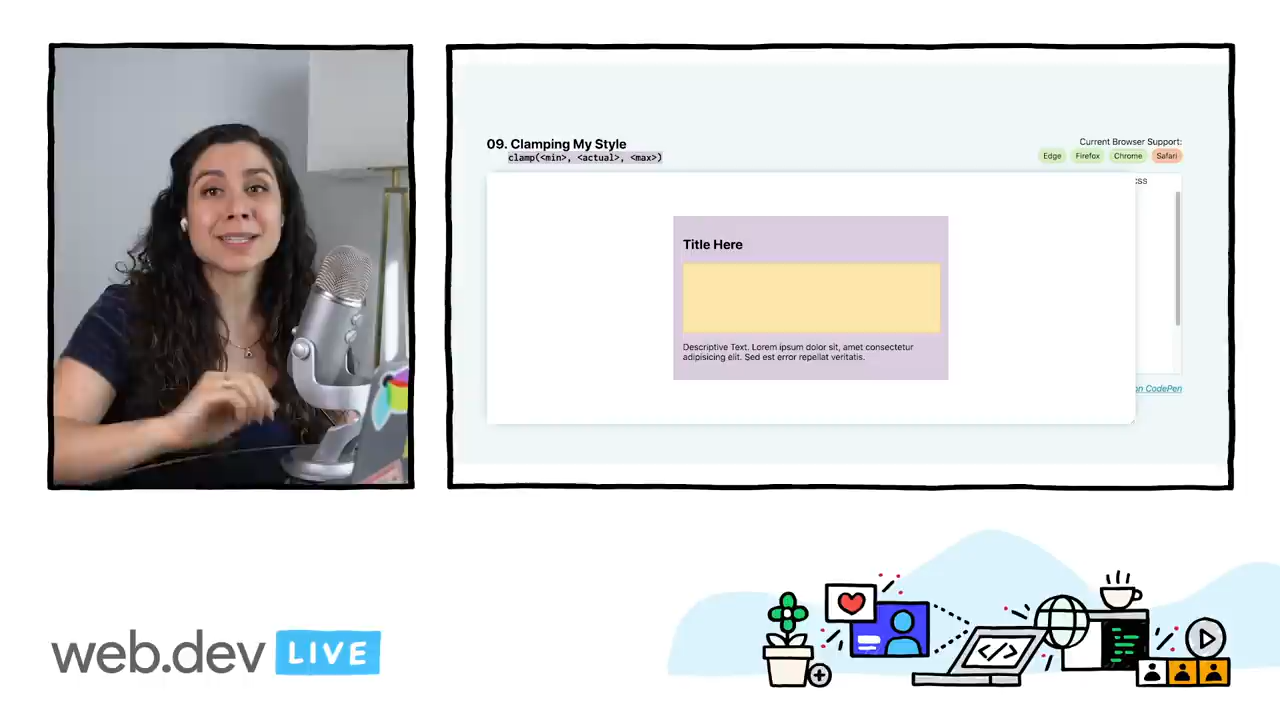 09. Clamping My Style
clamp(<min>, <actual>, <max>)
Current Browser Support:
Edge Firefox Chrome Safari
css
Title Here
Descriptive Text. Lorem ipsum dolor sit, amet consectetur
adipisicing elit. Sed est error repellat veritatis.
on CodePen
</>
web.dev LIVE